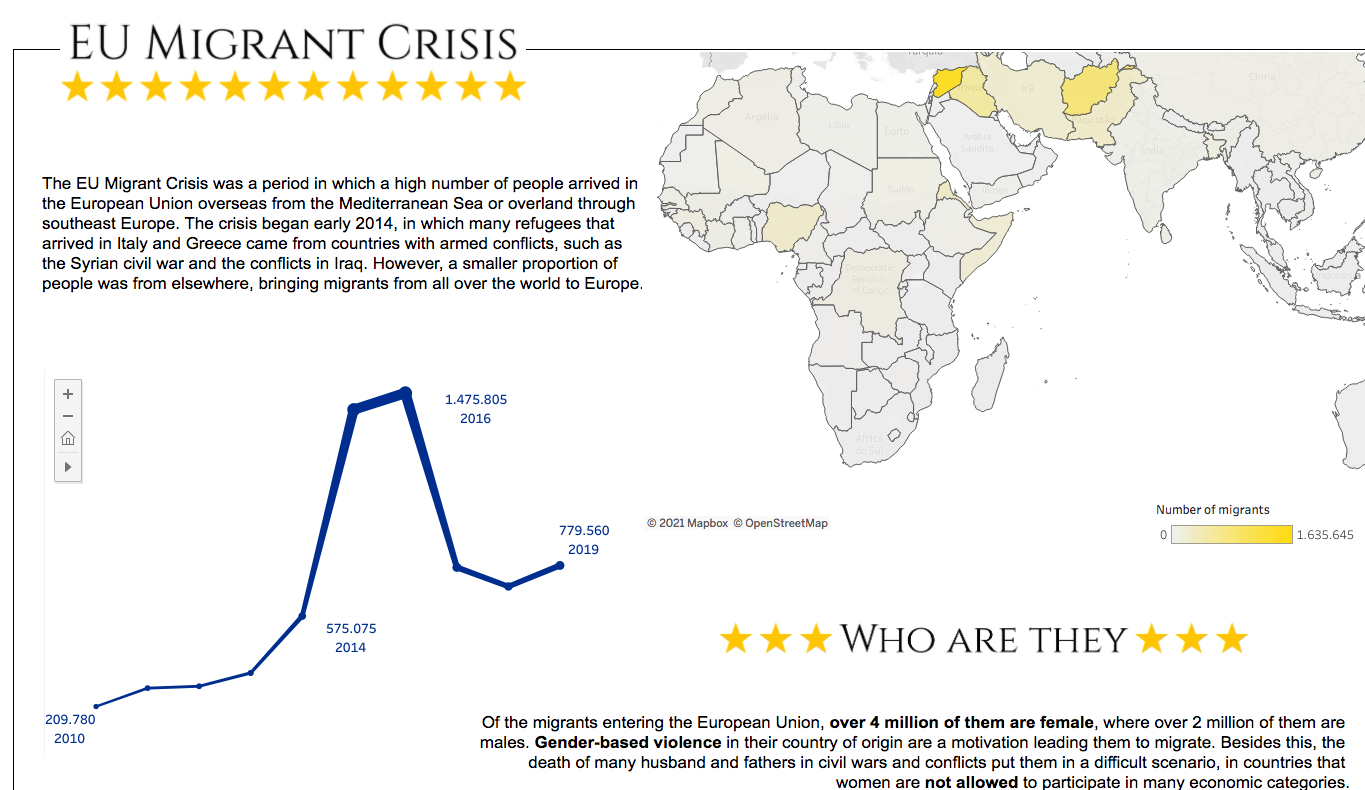 EU Migrant Crisis
The EU Migrant Crisis was a period in which a high number of people arrived in
the European Union overseas from the Mediterranean Sea or overland through
southeast Europe. The crisis began early 2014, in which many refugees that
arrived in Italy and Greece came from countries with armed conflicts, such as
the Syrian civil war and the conflicts in Iraq. However, a smaller proportion of
people was from elsewhere, bringing migrants from all over the world to Europe.
1.475.805
2016
779.560
2019
575.075
2014
209.780
2010
China
Irã
Argélia
Líbia
Egito
Arábia
Saudita
Índia
Sudão
Iêmen
Democratic
Republic
of Congo
Indonesia
África
do Sul
© 2021 Mapbox © OpenStreetMap
Number of migrants
0
1.635.645
Who are they
Of the migrants entering the European Union, over 4 million of them are female, where over 2 million of them are
males. Gender-based violence in their country of origin are a motivation leading them to migrate. Besides this, the
death of many husband and fathers in civil wars and conflicts put them in a difficult scenario, in countries that
women are not allowed to participate in many economic categories.